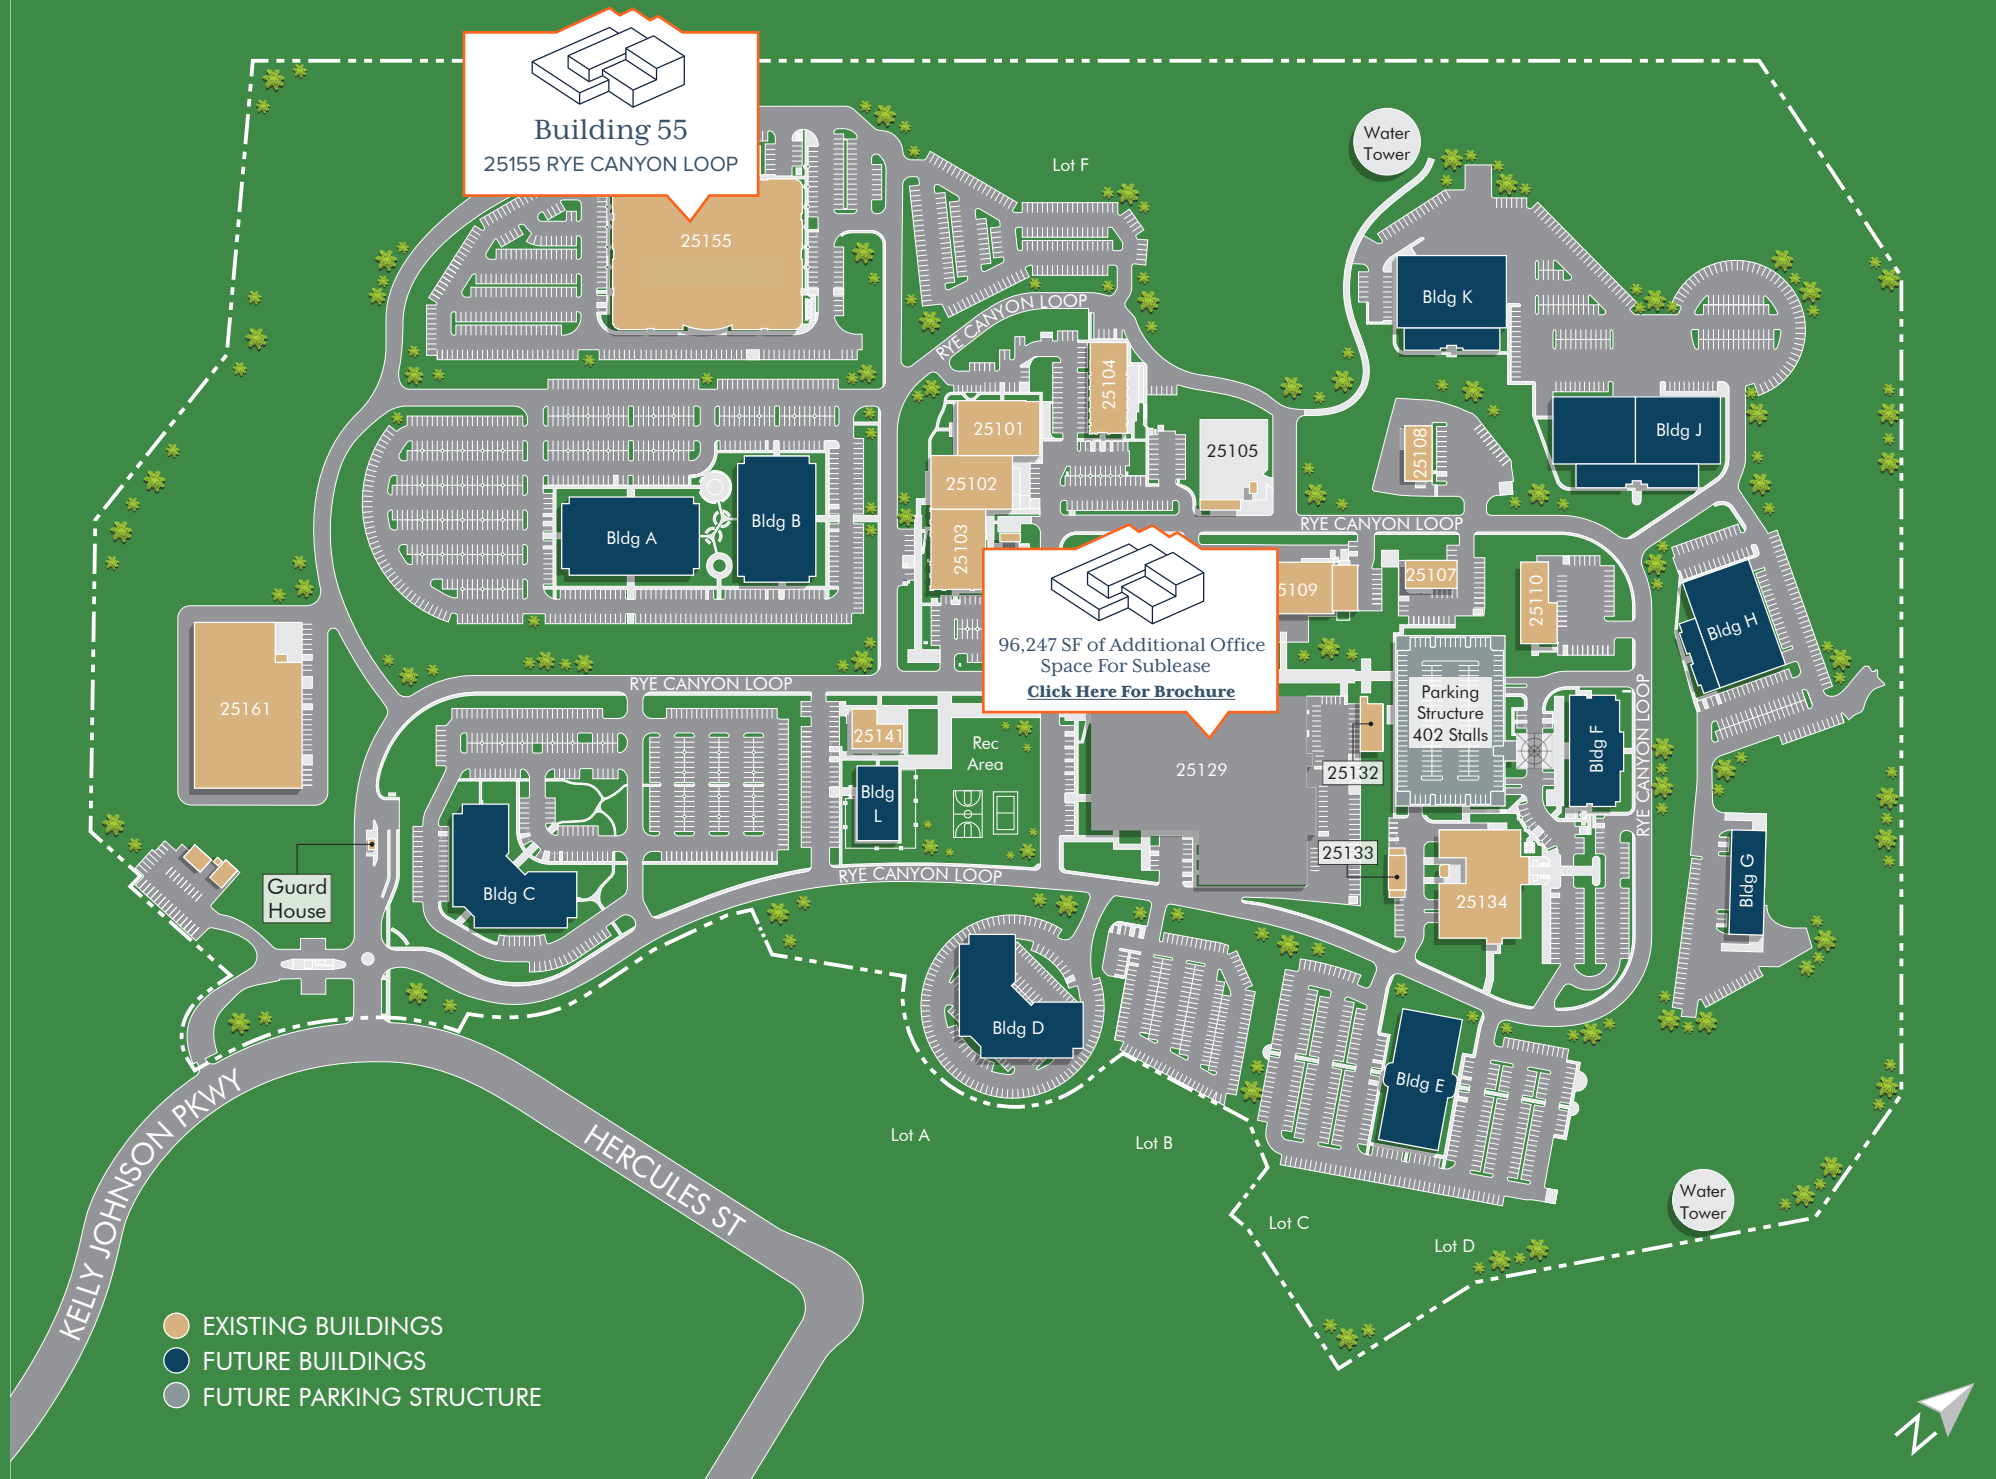 Building 55
25155 RYE CANYON LOOP
25155
Lot F
Water
Tower
RYE CANYON LOOP
Bldg K
25104
25101
25102
25103
25105
25108
Bldg J
Bldg A
Bldg B
RYE CANYON LOOP
96,247 SF of Additional Office
Space For Sublease
Click Here For Brochure
5109
25107
25110
Bldg H
25161
RYE CANYON LOOP
25141
Rec
Area
Bldg
L
25129
25132
25133
Parking
Structure
402 Stalls
Bldg F
RYE CANYON LOOP
RYE CANYON LOOP
25134
Bldg G
Guard
House
Bldg C
RYE CANYON LOOP
Bldg D
Bldg E
Lot A
Lot B
Lot C
Lot D
Water
Tower
KELLY JOHNSON PKWY
HERCULES ST
EXISTING BUILDINGS
FUTURE BUILDINGS
FUTURE PARKING STRUCTURE
N